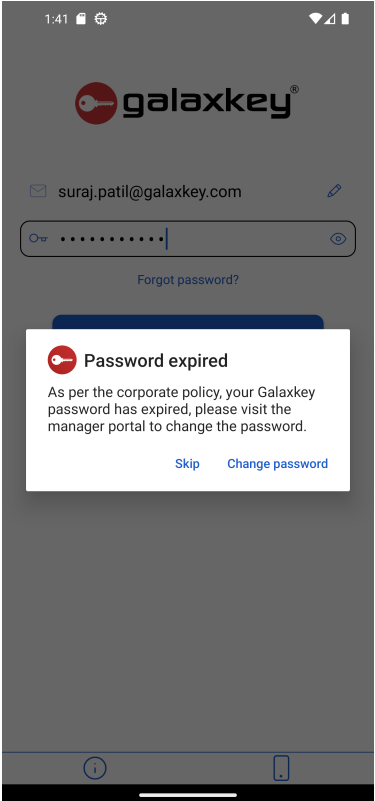 1:41
galaxkey®
suraj.patil@galaxkey.com
Forgot password?
Password expired
As per the corporate policy, your Galaxkey
password has expired, please visit the
manager portal to change the password.
Skip
Change password